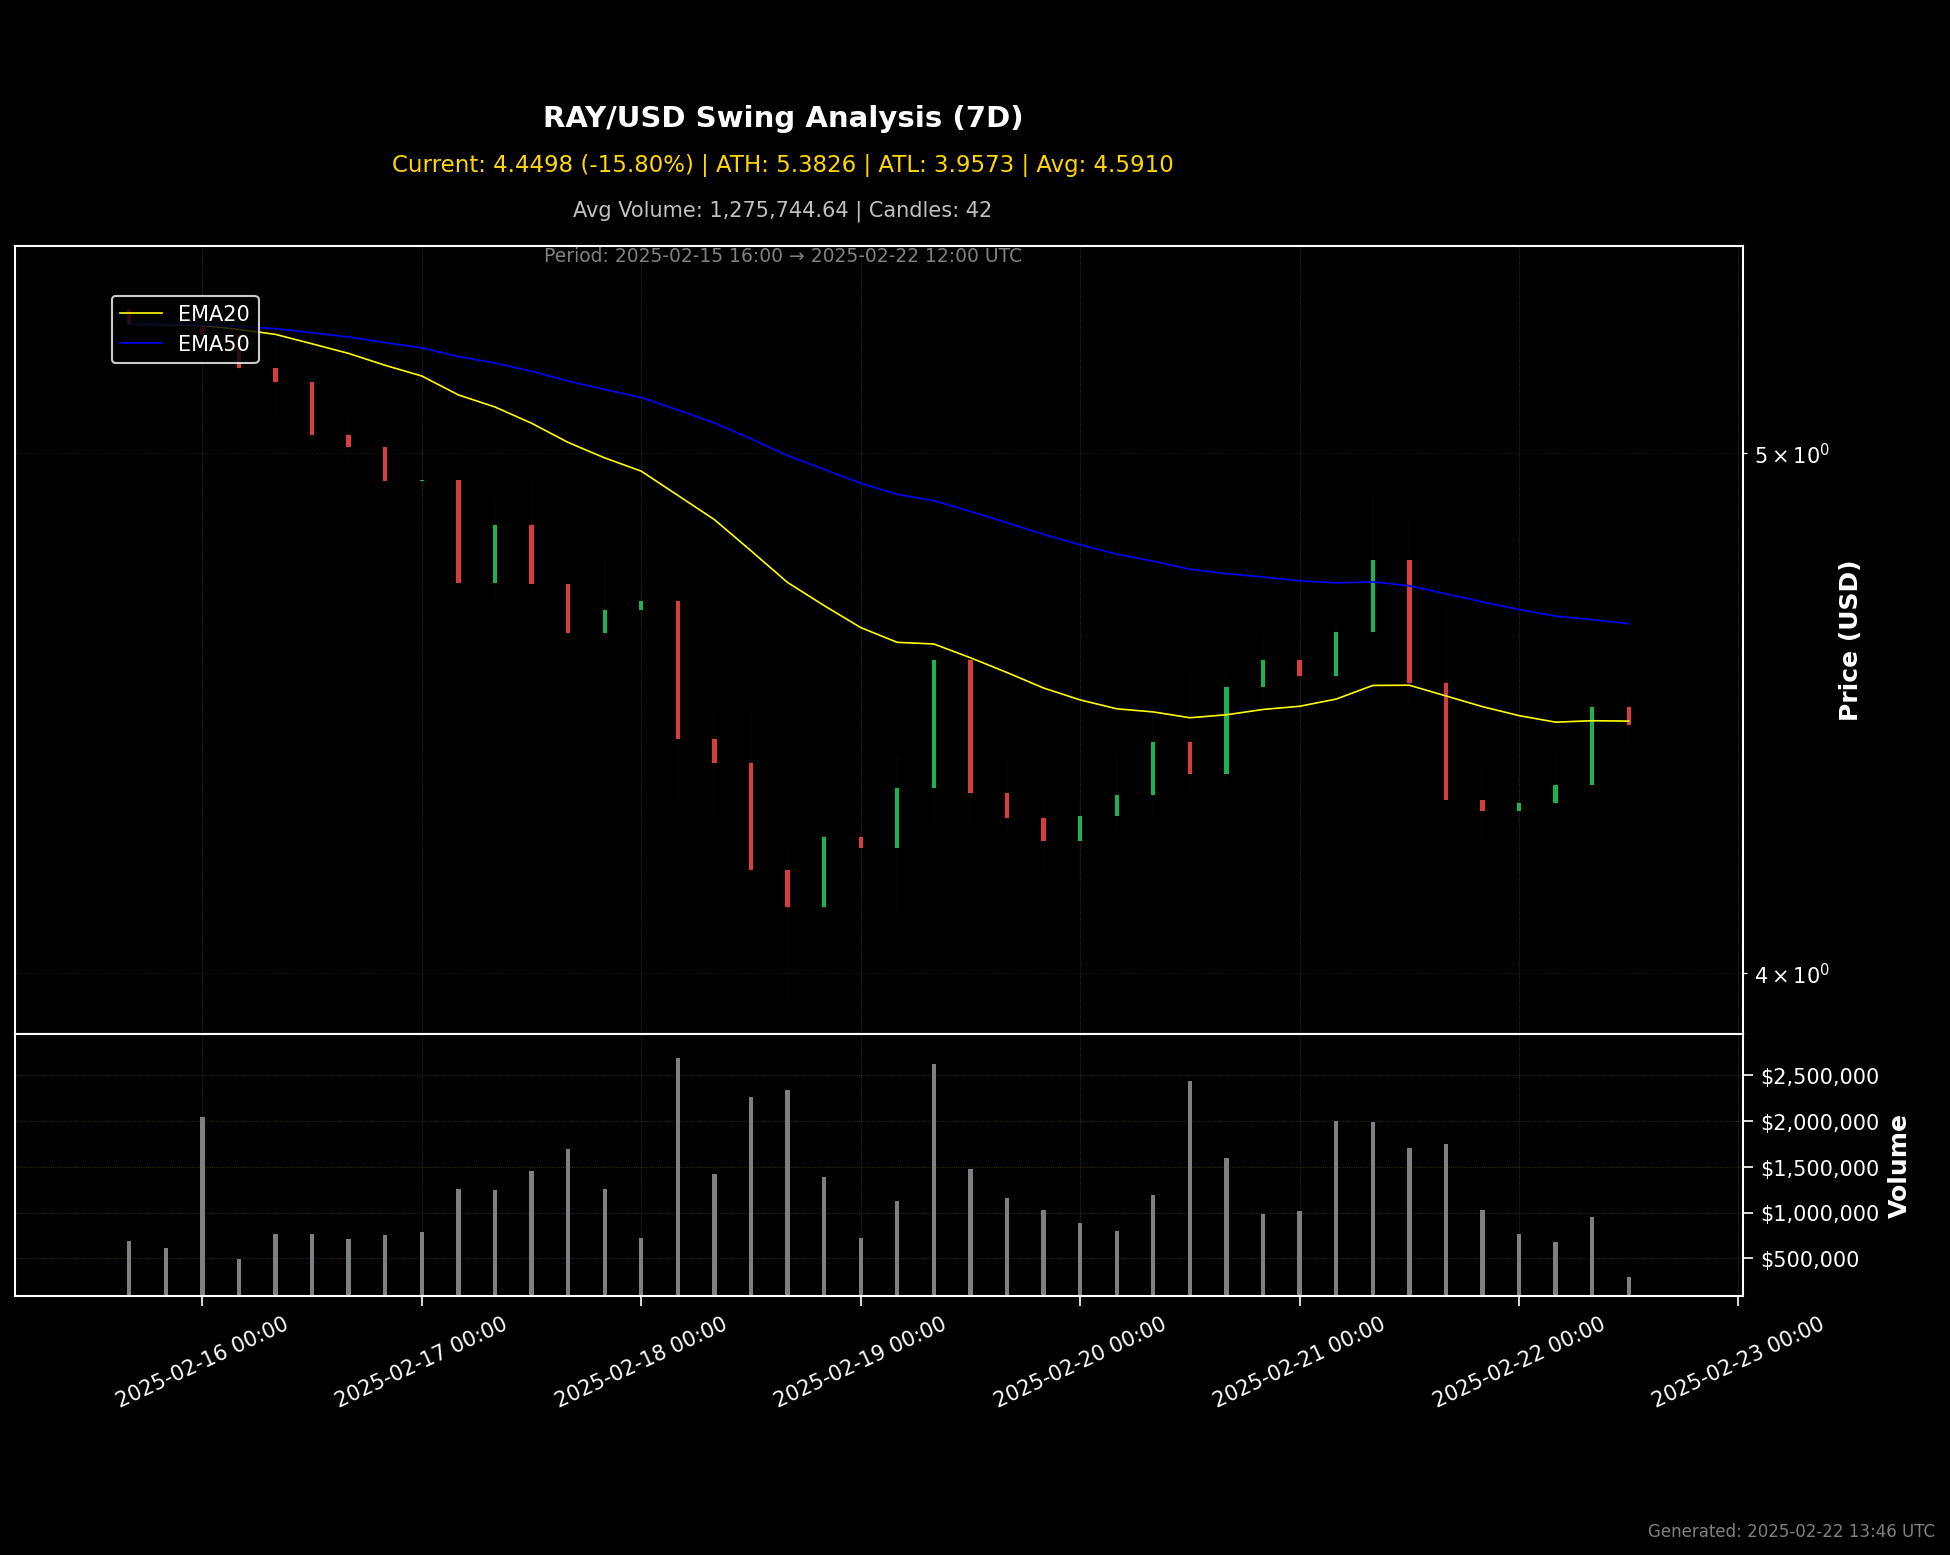 RAY/USD Swing Analysis (7D)
Current: 4.4498 (-15.80%) | ATH: 5.3826 | ATL: 3.9573 | Avg: 4.5910
Avg Volume: 1,275,744.64 | Candles: 42
Period: 2025-02-15 16:00 → 2025-02-22 12:00 UTC
EMA20
EMA50
5 × 10⁰
4 × 10⁰
Price (USD)
$2,500,000
$2,000,000
$1,500,000
$1,000,000
$500,000
Volume
2025-02-16 00:00
2025-02-17 00:00
2025-02-18 00:00
2025-02-19 00:00
2025-02-20 00:00
2025-02-21 00:00
2025-02-22 00:00
2025-02-23 00:00
Generated: 2025-02-22 13:46 UTC